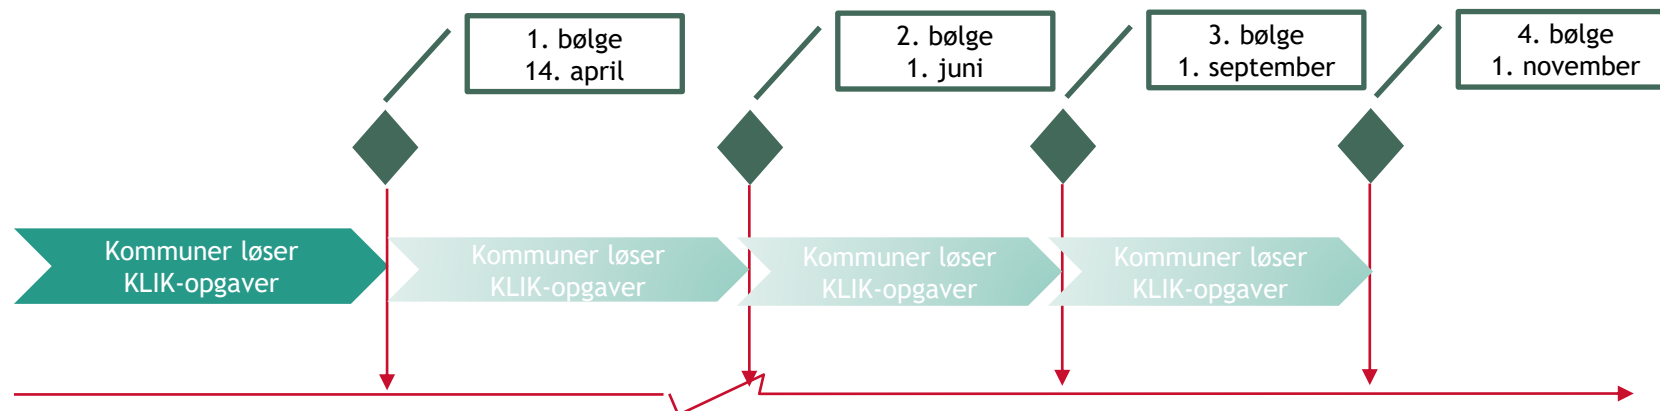 1. bølge
14. april
2. bølge
1. juni
3. bølge
1. september
4. bølge
1. november
Kommuner løser
KLIK-opgaver
Kommuner løser
KLIK-opgaver
Kommuner løser
KLIK-opgaver
Kommuner løser
KLIK-opgaver